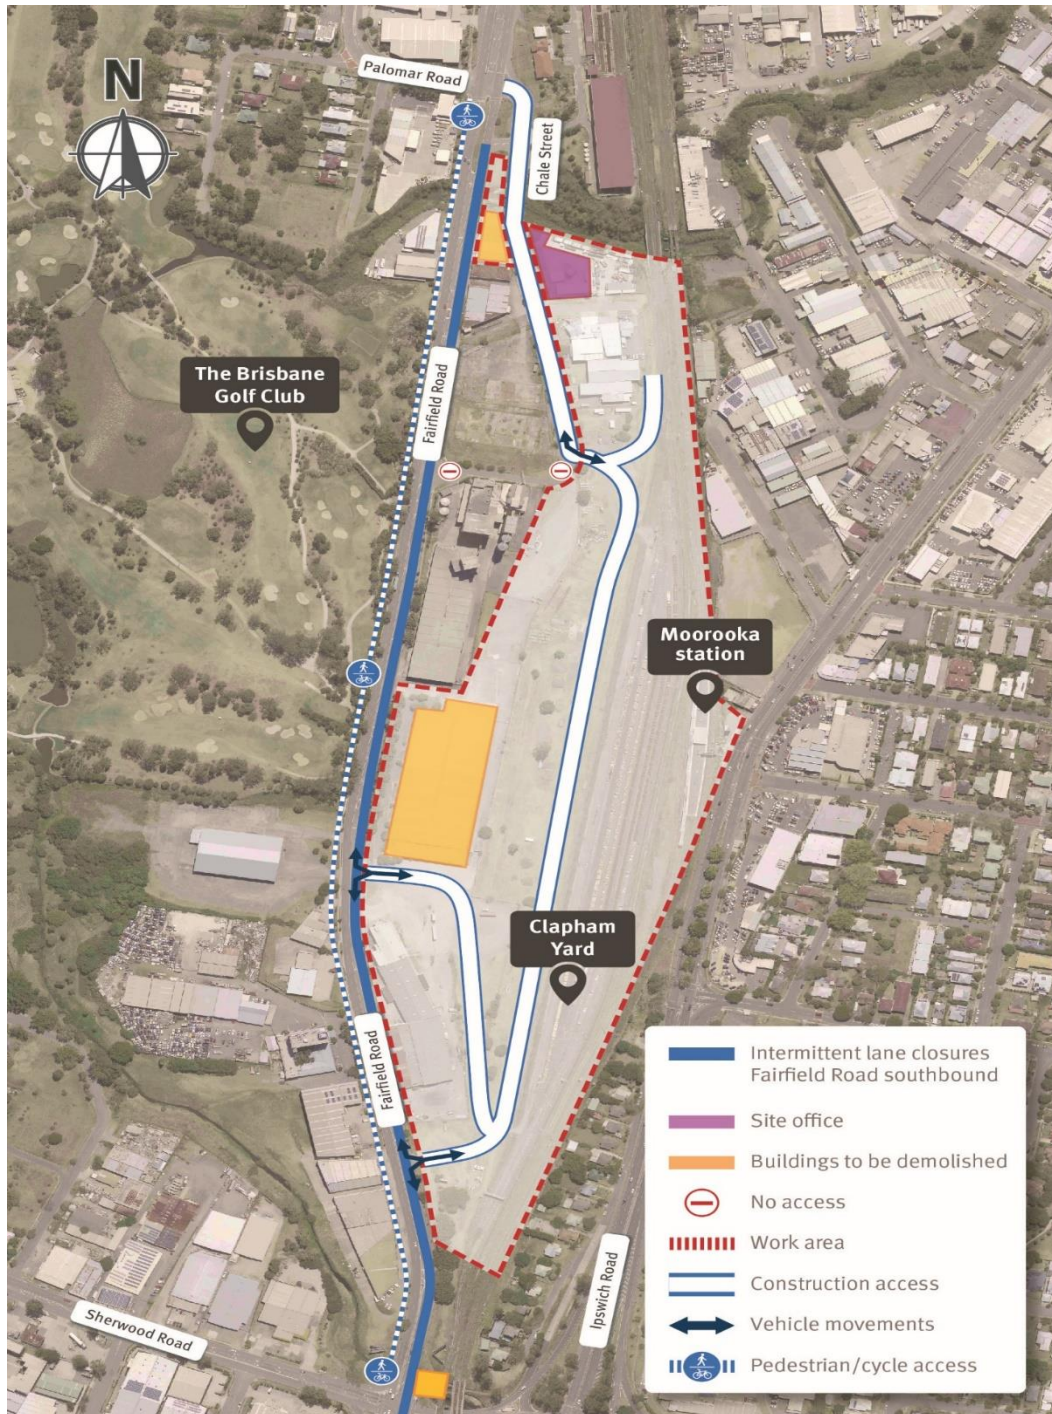 N
Palomar Road
Chale Street
The Brisbane
Golf Club
Fairfield Road
Moorooka
station
Clapham
Yard
Fairfield Road
Ipswich Road
Sherwood Road
Intermittent lane closures
Fairfield Road southbound
Site office
Buildings to be demolished
No access
Work area
Construction access
Vehicle movements
Pedestrian/cycle access